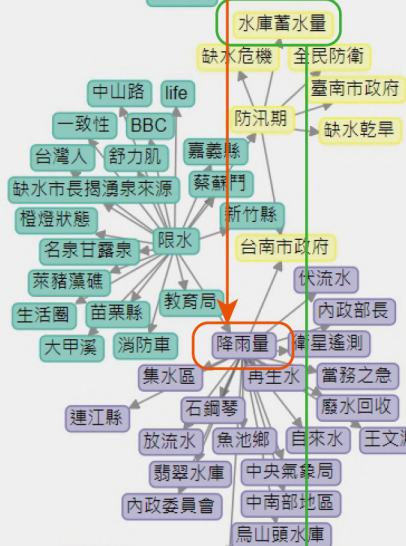 水庫蓄水量
缺水危機
全民防衛
中山路
life
臺南市政府
一致性
BBC
防汛期
缺水乾旱
台灣人
舒力肌
嘉義縣
缺水市長揭湧泉來源
蔡蘇鬥
橙燈狀態
新竹縣
名泉甘露泉
限水
台南市政府
萊豬藻礁
伏流水
生活圈
苗栗縣
教育局
內政部長
大甲溪
消防車
降雨量
衛星遙測
集水區
再生水
當務之急
連江縣
石鋼琴
廢水回收
放流水
魚池鄉
自來水
王文
翡翠水庫
中央氣象局
內政委員會
中南部地區
烏山頭水庫